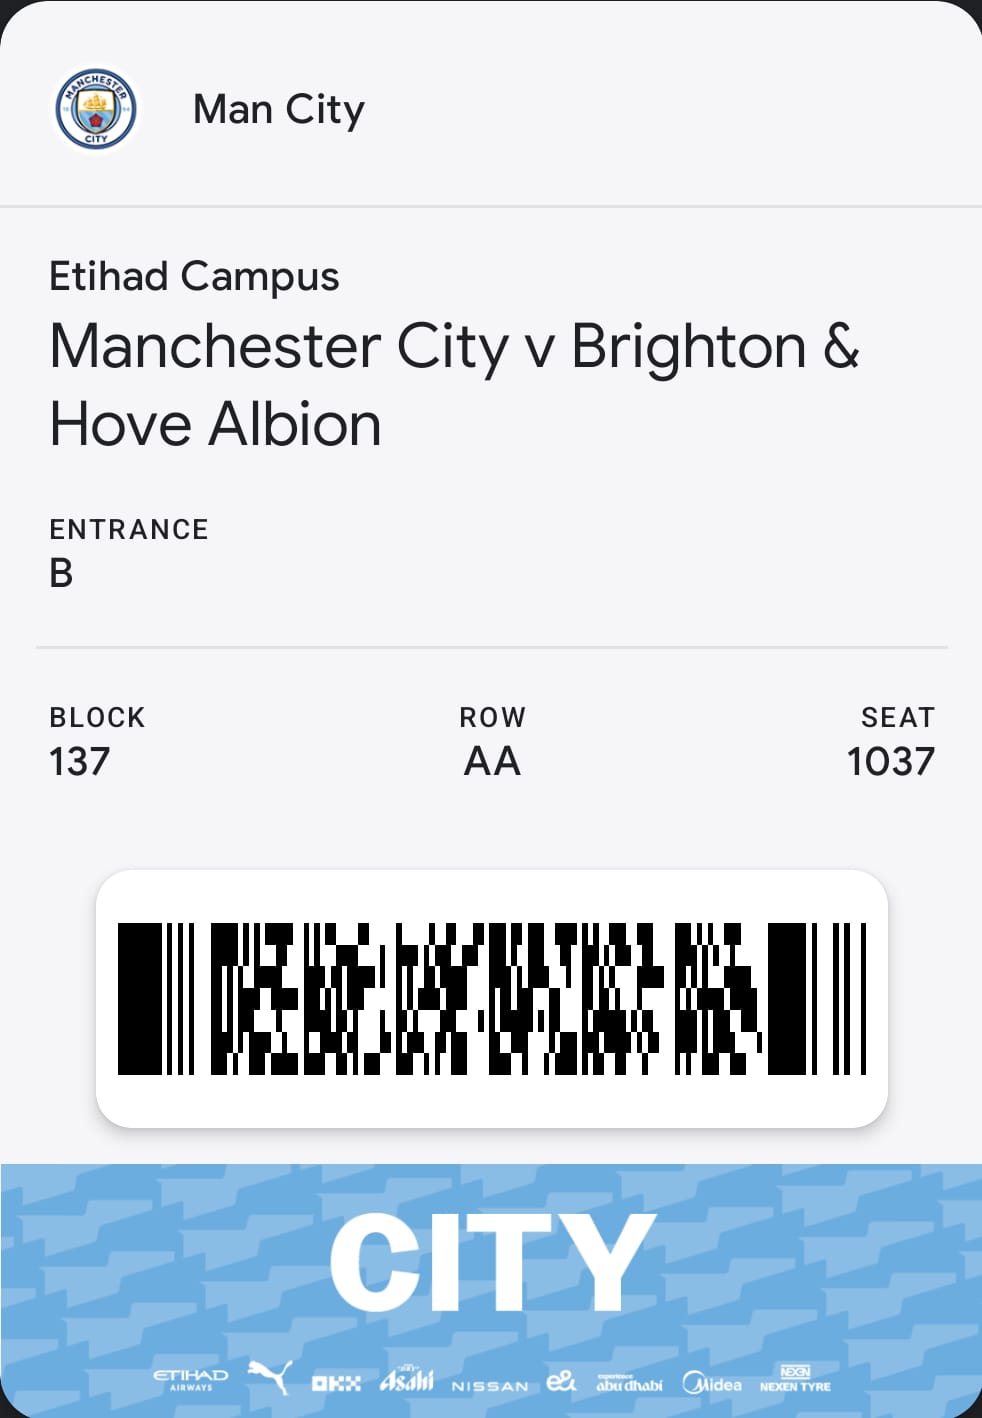 MANCHESTER
CITY
Man City
Etihad Campus
Manchester City v Brighton &
Hove Albion
ENTRANCE
B
BLOCK ROW SEAT
137 AA 1037
CITY
ETIHAD
AIRWAYS
OKX
Asahi
NISSAN
e&
experience
abu dhabi
Midea
NEXEN
NEXEN TYRE